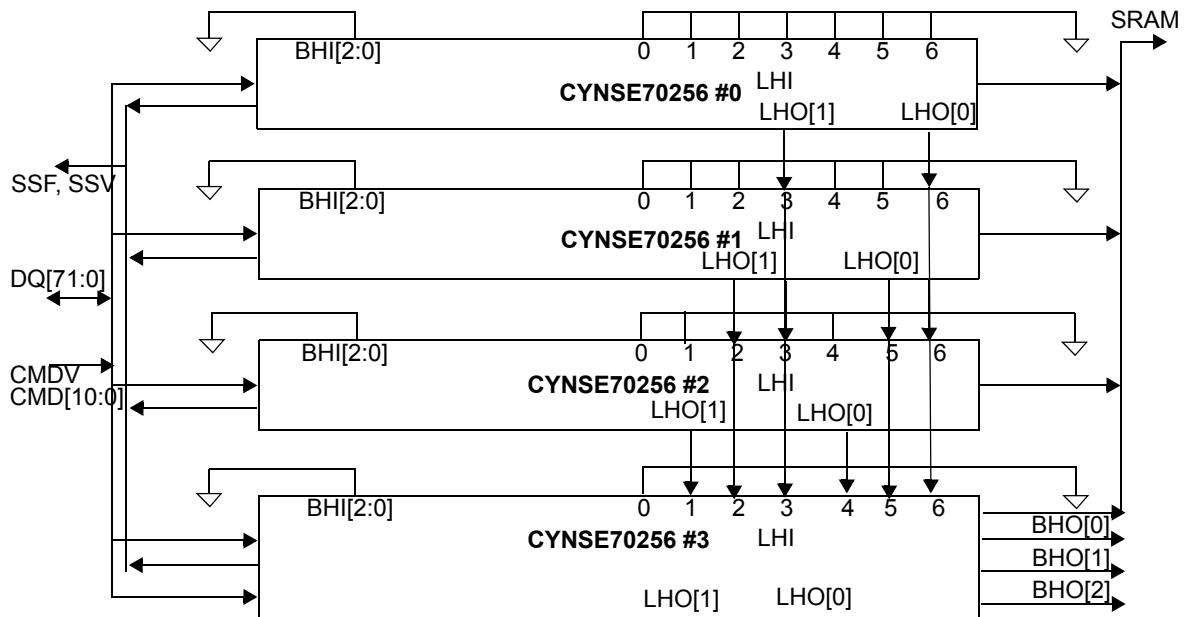 SRAM
BHI[2:0] 0 1 2 3 4 5 6
LHI
CYNSE70256 #0
LHO[1] LHO[0]
SSF, SSV
BHI[2:0] 0 1 2 3 4 5 6
LHI
CYNSE70256 #1
LHO[1] LHO[0]
DQ[71:0]
BHI[2:0] 0 1 2 3 4 5 6
CMDV
CYNSE70256 #2 LHI
CMD[10:0]
LHO[1] LHO[0]
BHI[2:0] 0 1 2 3 4 5 6
BHO[0]
CYNSE70256 #3 LHI
BHO[1]
BHO[2]
LHO[1] LHO[0]